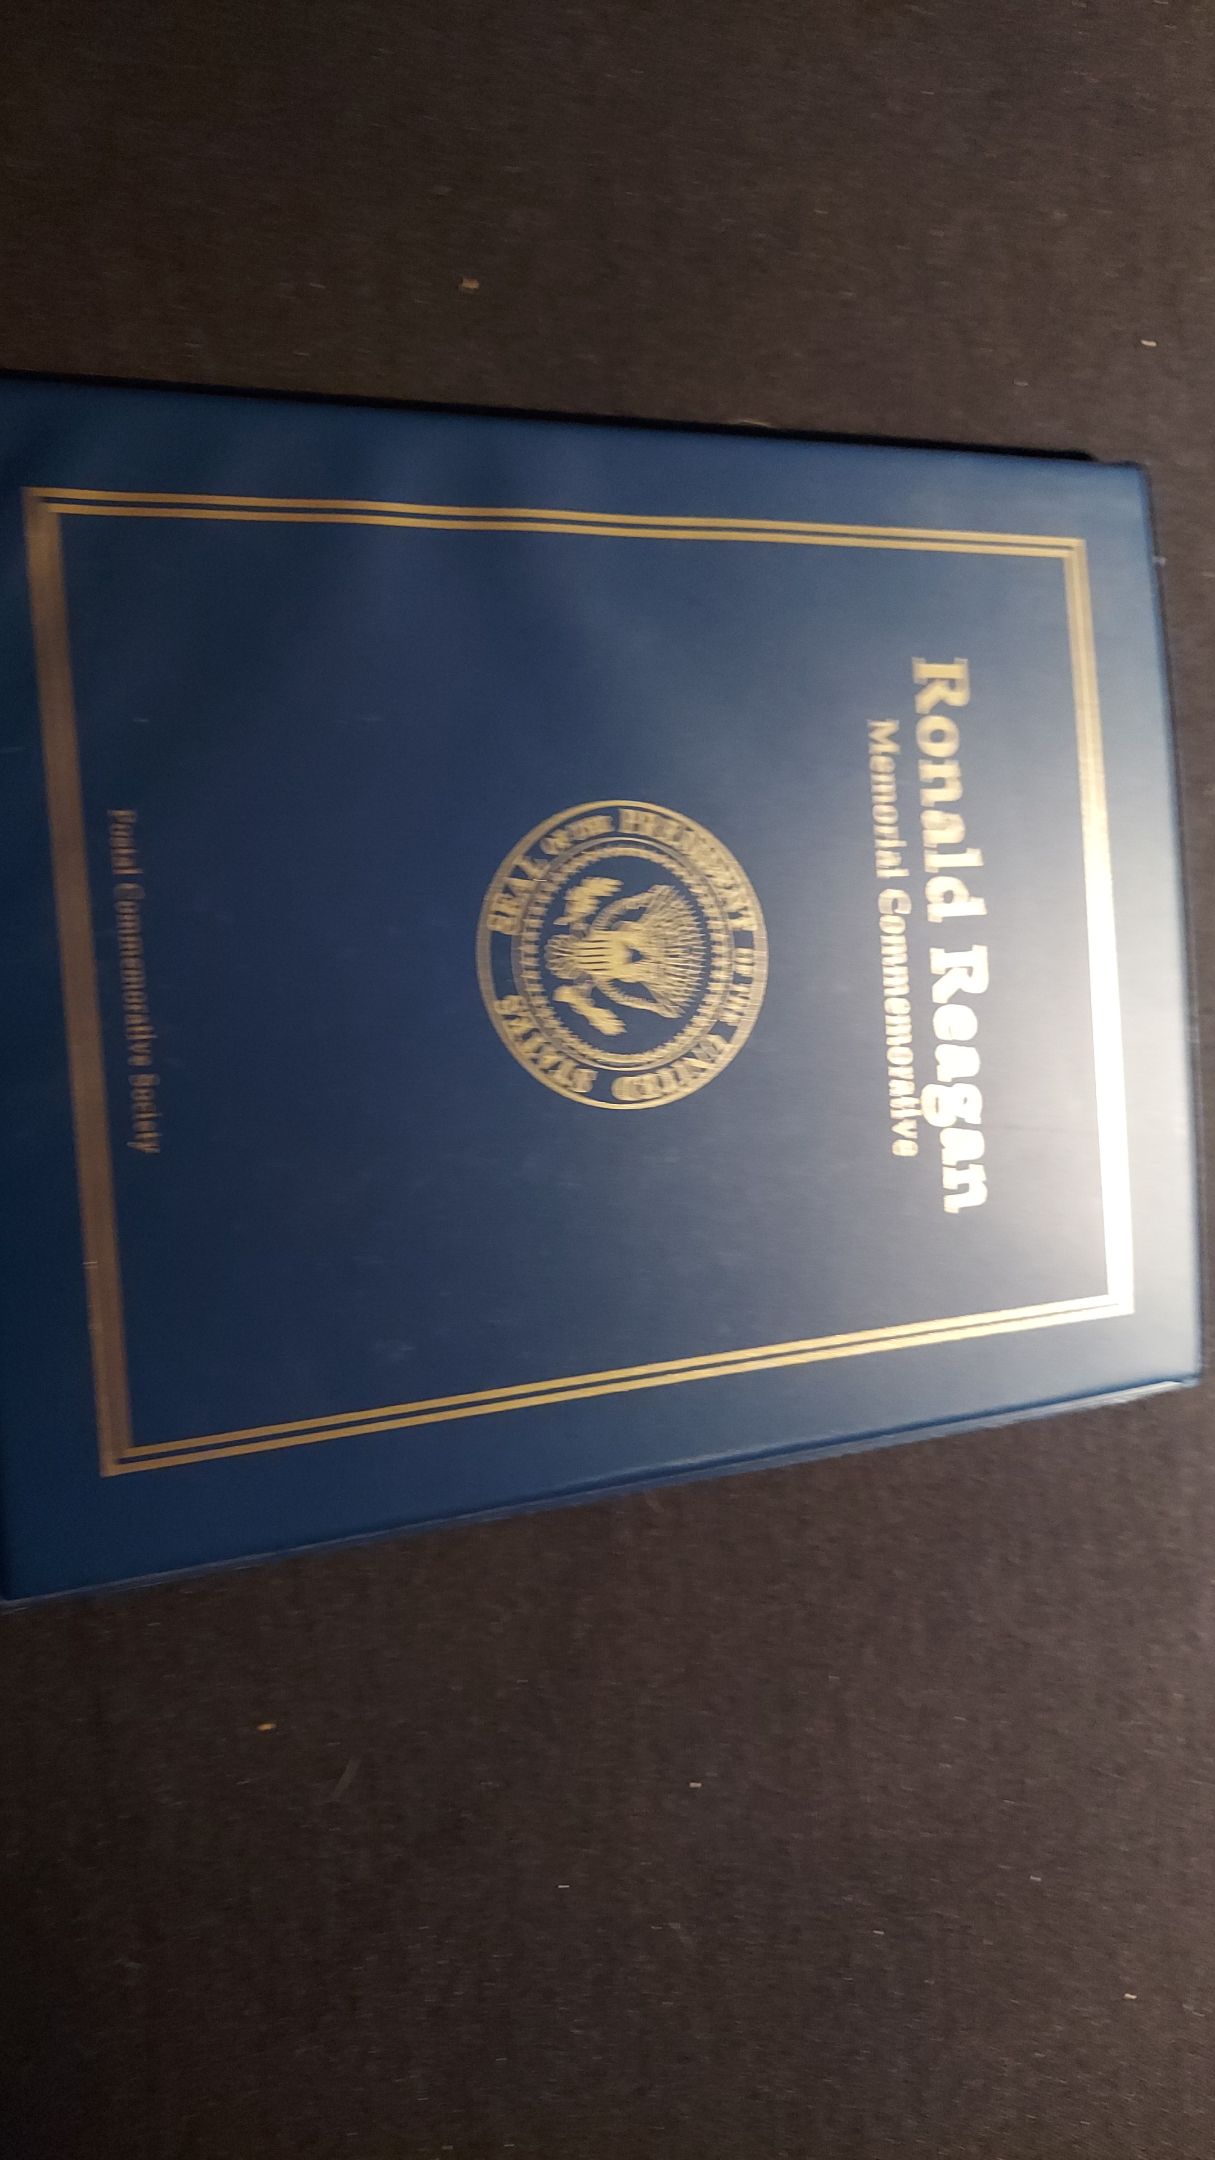 Ronald Reagan
Memorial Commemorative
SEAL OF THE PRESIDENT OF THE UNITED STATES
Postal Commemorative Society